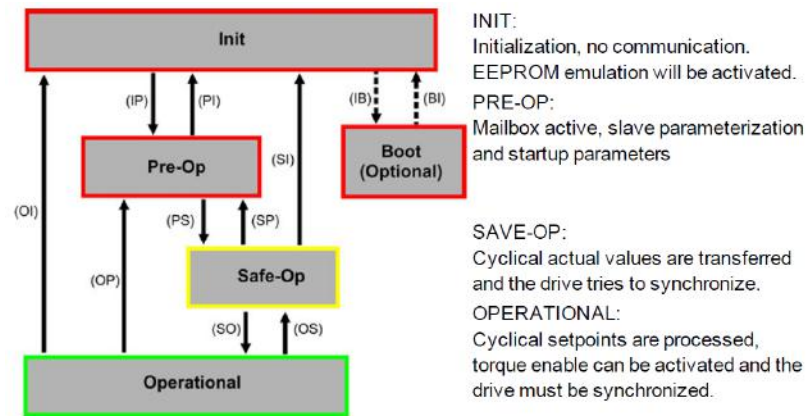 Init
(IP)
(PI)
(IB)
(BI)
Pre-Op
Boot
(Optional)
(SI)
(OI)
(PS)
(SP)
(OP)
Safe-Op
(SO)
(OS)
Operational
INIT:
Initialization, no communication.
EEPROM emulation will be activated.
PRE-OP:
Mailbox active, slave parameterization
and startup parameters
SAVE-OP:
Cyclical actual values are transferred
and the drive tries to synchronize.
OPERATIONAL:
Cyclical setpoints are processed,
torque enable can be activated and the
drive must be synchronized.